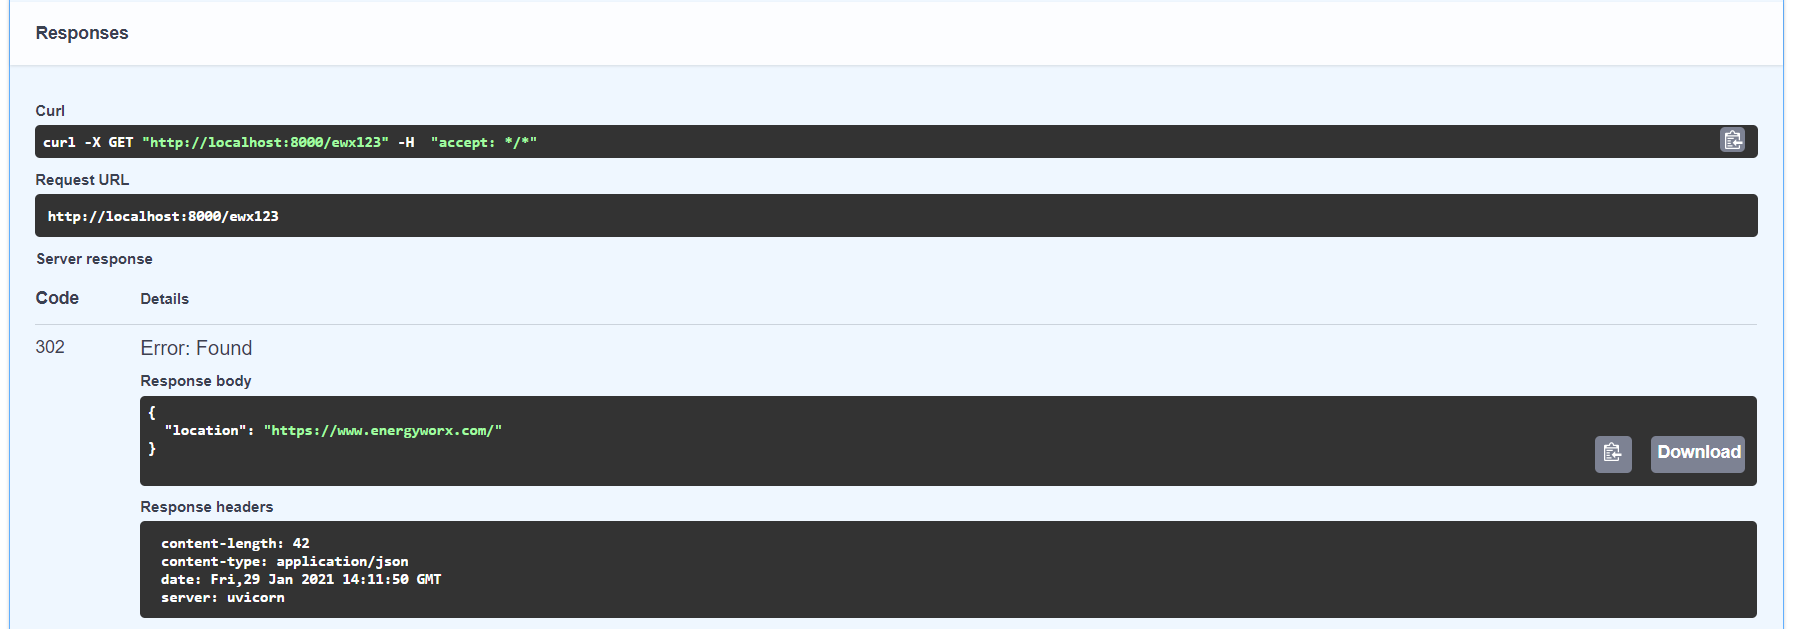 Responses
Curl
curl -X GET "http://localhost:8000/ewx123" -H  "accept: */*"
Request URL
http://localhost:8000/ewx123
Server response
Code Details
302 Error: Found
Response body
{
  "location": "https://www.energyworx.com/"
}
Download
Response headers
content-length: 42
content-type: application/json
date: Fri,29 Jan 2021 14:11:50 GMT
server: uvicorn